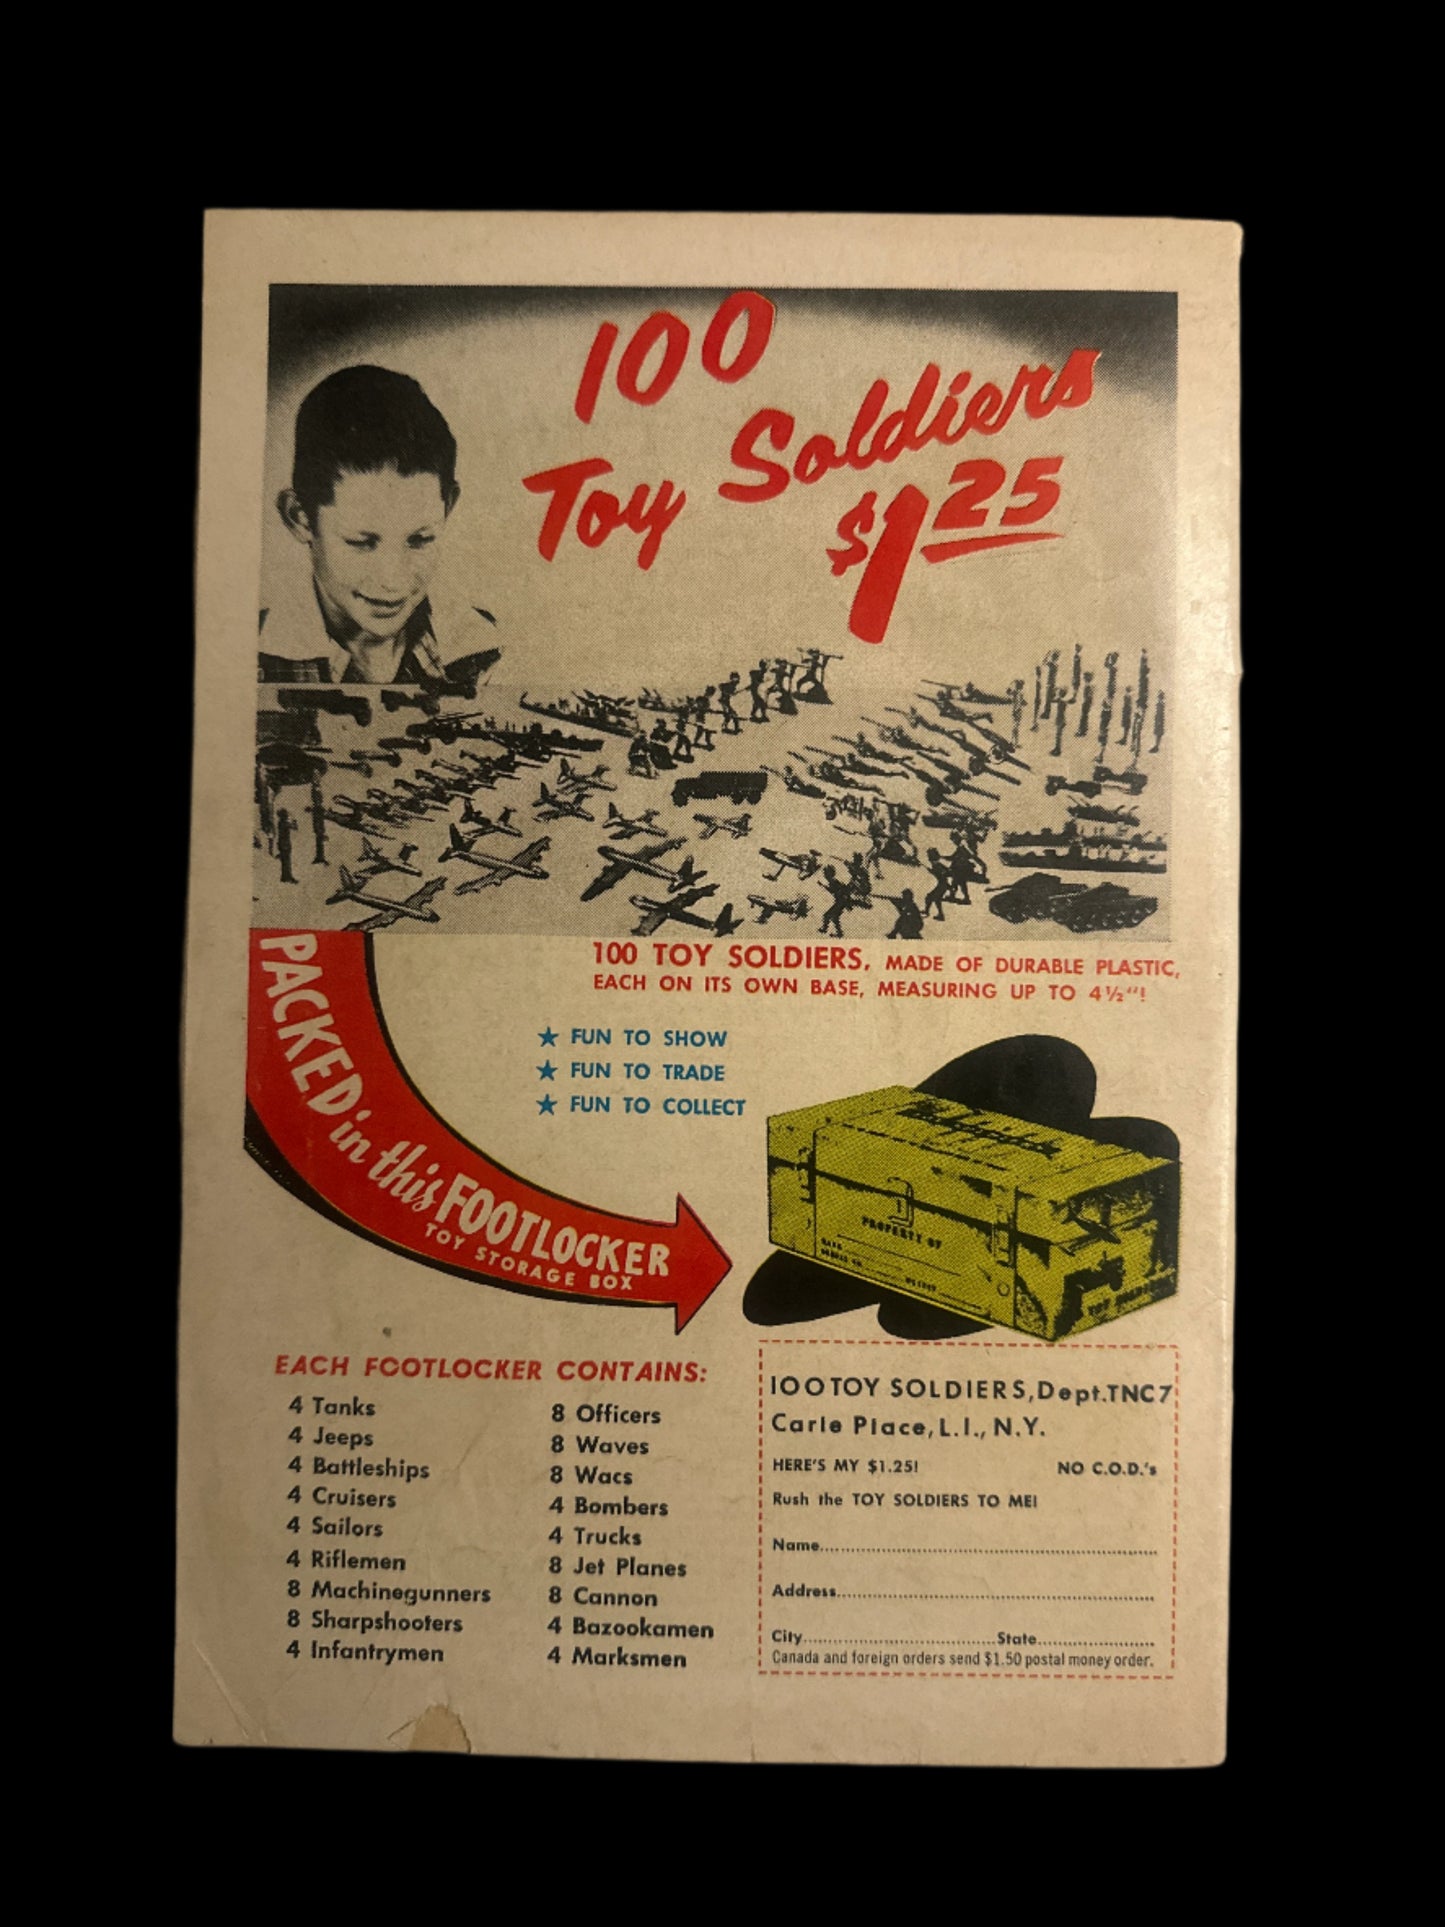 100
Toy Soldiers
$1.25
100 TOY SOLDIERS, MADE OF DURABLE PLASTIC,
EACH ON ITS OWN BASE, MEASURING UP TO 4½"!
★ FUN TO SHOW
★ FUN TO TRADE
★ FUN TO COLLECT
PACKED in this FOOTLOCKER
TOY STORAGE BOX
PROPERTY OF
EACH FOOTLOCKER CONTAINS:
4 Tanks
4 Jeeps
4 Battleships
4 Cruisers
4 Sailors
4 Riflemen
8 Machinegunners
8 Sharpshooters
4 Infantrymen
8 Officers
8 Waves
8 Wacs
4 Bombers
4 Trucks
8 Jet Planes
8 Cannon
4 Bazookamen
4 Marksmen
100 TOY SOLDIERS, Dept. TNC7
Carle Place, L.I., N.Y.
HERE'S MY $1.25! NO C.O.D.'s
Rush the TOY SOLDIERS TO ME!
Name
Address
City State
Canada and foreign orders send $1.50 postal money order.